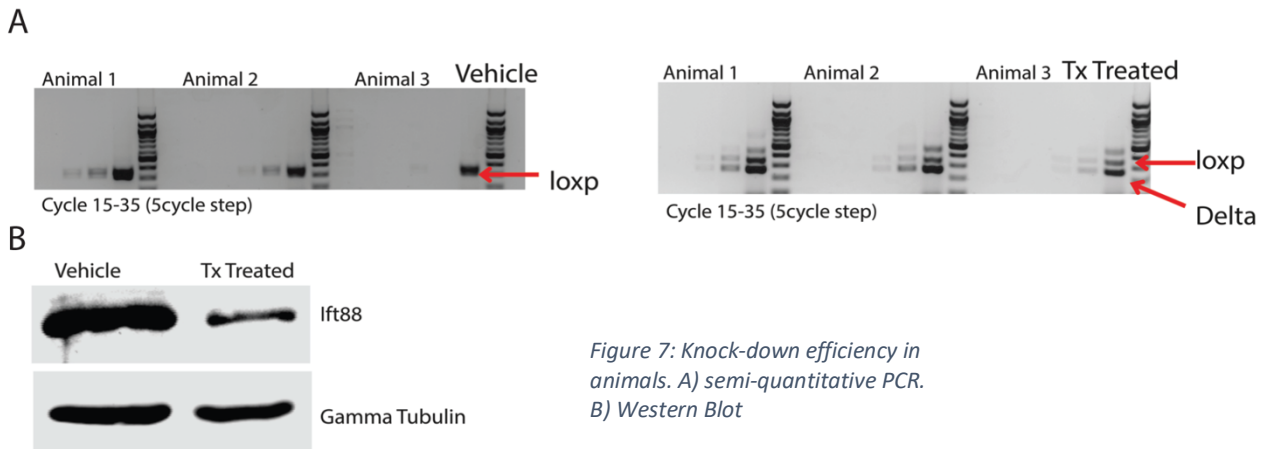 A
Animal 1 Animal 2 Animal 3 Vehicle
loxp
Cycle 15-35 (5cycle step)
Animal 1 Animal 2 Animal 3 Tx Treated
loxp
Delta
Cycle 15-35 (5cycle step)
B
Vehicle Tx Treated
Ift88
Gamma Tubulin
Figure 7: Knock-down efficiency in
animals. A) semi-quantitative PCR.
B) Western Blot